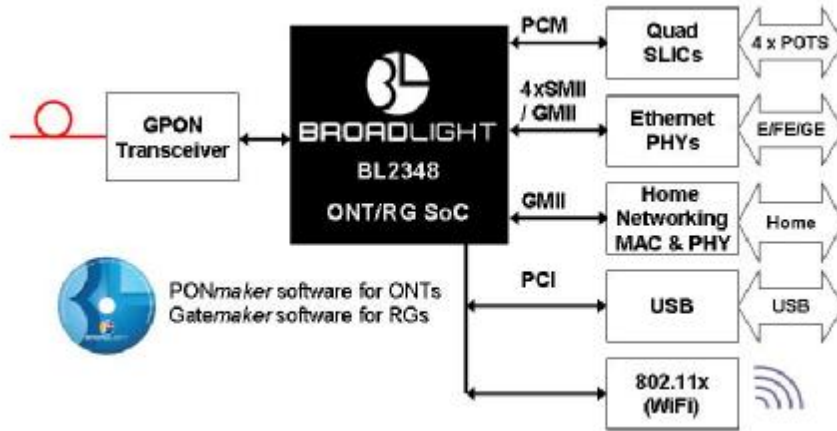 PCM
Quad
SLICs
4 x POTS
GPON
Transceiver
BROADLIGHT
BL2348
ONT/RG SoC
4xSMII
/ GMII
Ethernet
PHYs
E/FE/GE
GMII
Home
Networking
MAC & PHY
Home
PONmaker software for ONTs
Gatemaker software for RGs
PCI
USB
USB
802.11x
(WiFi)